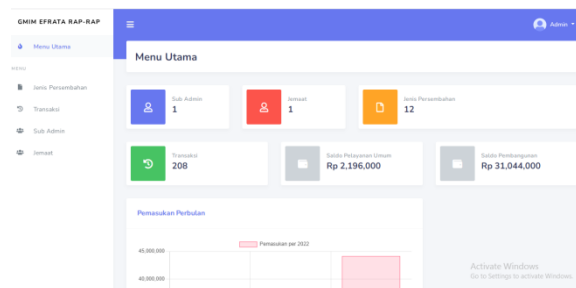 GMIM EFRATA RAP-RAP
Admin
Menu Utama
Menu Utama
MENU
Jenis Persembahan
Transaksi
Sub Admin
Jemaat
Sub Admin
1
Jemaat
1
Jenis Persembahan
12
Transaksi
208
Saldo Pelayanan Umum
Rp 2,196,000
Saldo Pembangunan
Rp 31,044,000
Pemasukan Perbulan
Pemasukan per 2022
45,000,000
40,000,000
Activate Windows
Go to Settings to activate Windows.